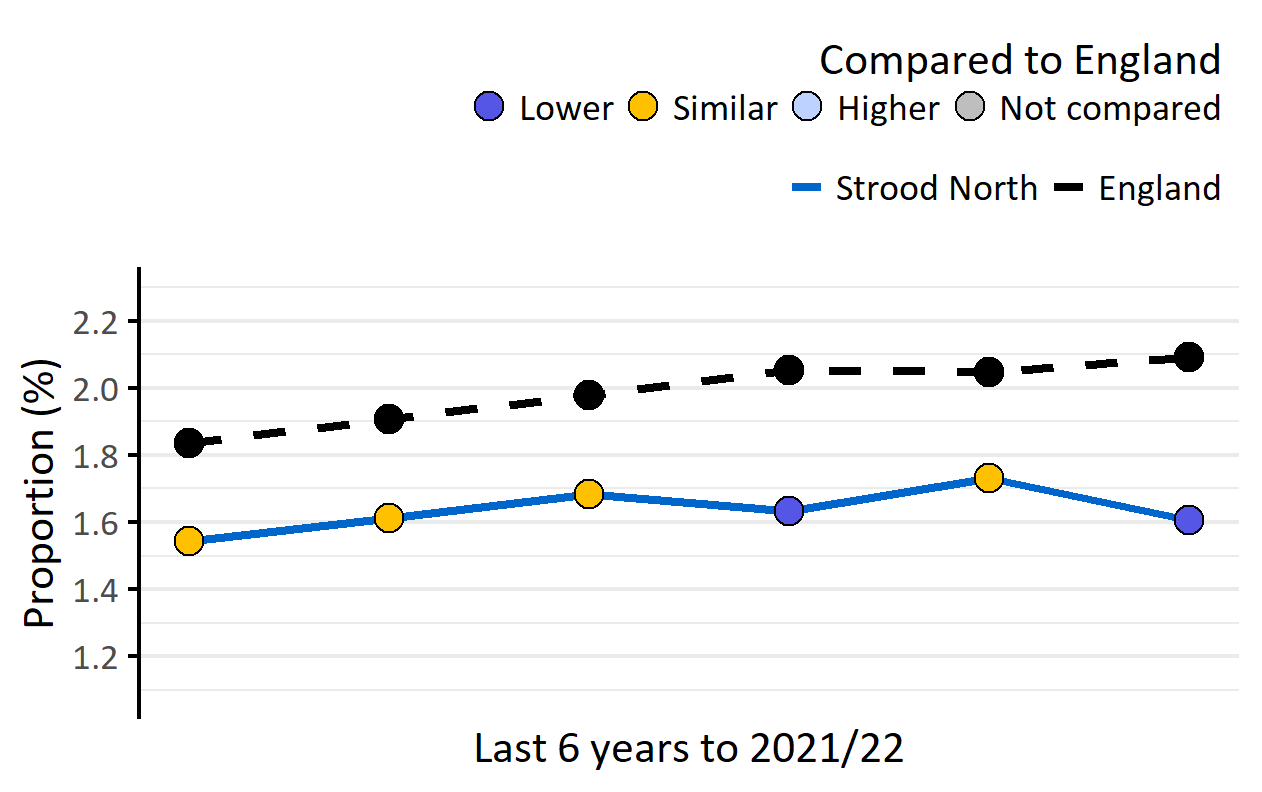 Compared to England
Lower Similar Higher Not compared
Strood North England
Proportion (%)
2.2
2.0
1.8
1.6
1.4
1.2
Last 6 years to 2021/22